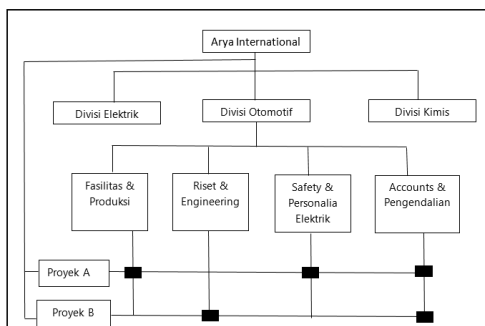 Arya International
Divisi Elektrik
Divisi Otomotif
Divisi Kimis
Fasilitas &
Produksi
Riset &
Engineering
Safety &
Personalia
Elektrik
Accounts &
Pengendalian
Proyek A
Proyek B